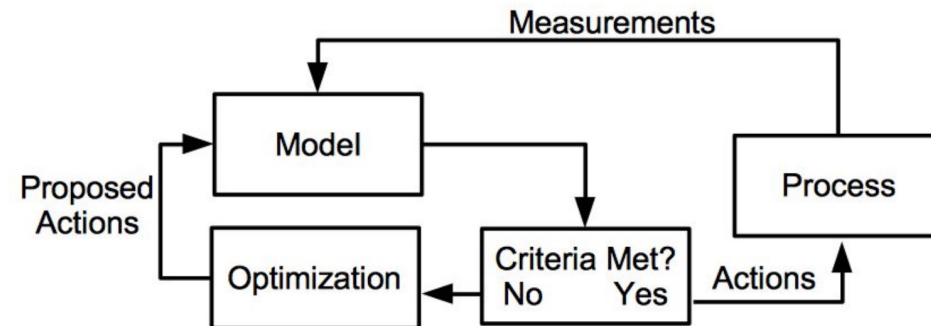 Measurements
Model
Process
Proposed
Actions
Optimization
Criteria Met?
No Yes
Actions